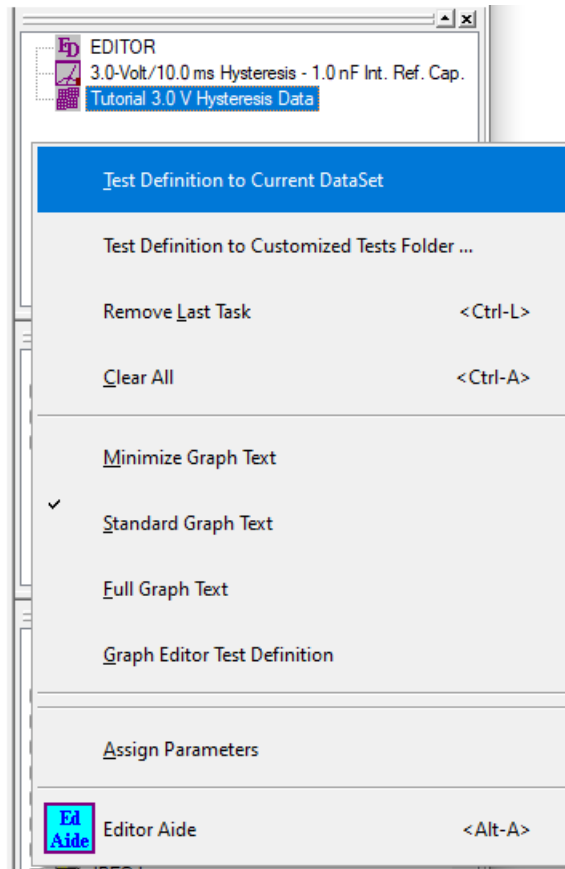 ED EDITOR
3.0-Volt/10.0 ms Hysteresis - 1.0 nF Int. Ref. Cap.
Tutorial 3.0 V Hysteresis Data
Test Definition to Current DataSet
Test Definition to Customized Tests Folder ...
Remove Last Task <Ctrl-L>
Clear All <Ctrl-A>
Minimize Graph Text
Standard Graph Text
Full Graph Text
Graph Editor Test Definition
Assign Parameters
Ed
Aide
Editor Aide <Alt-A>